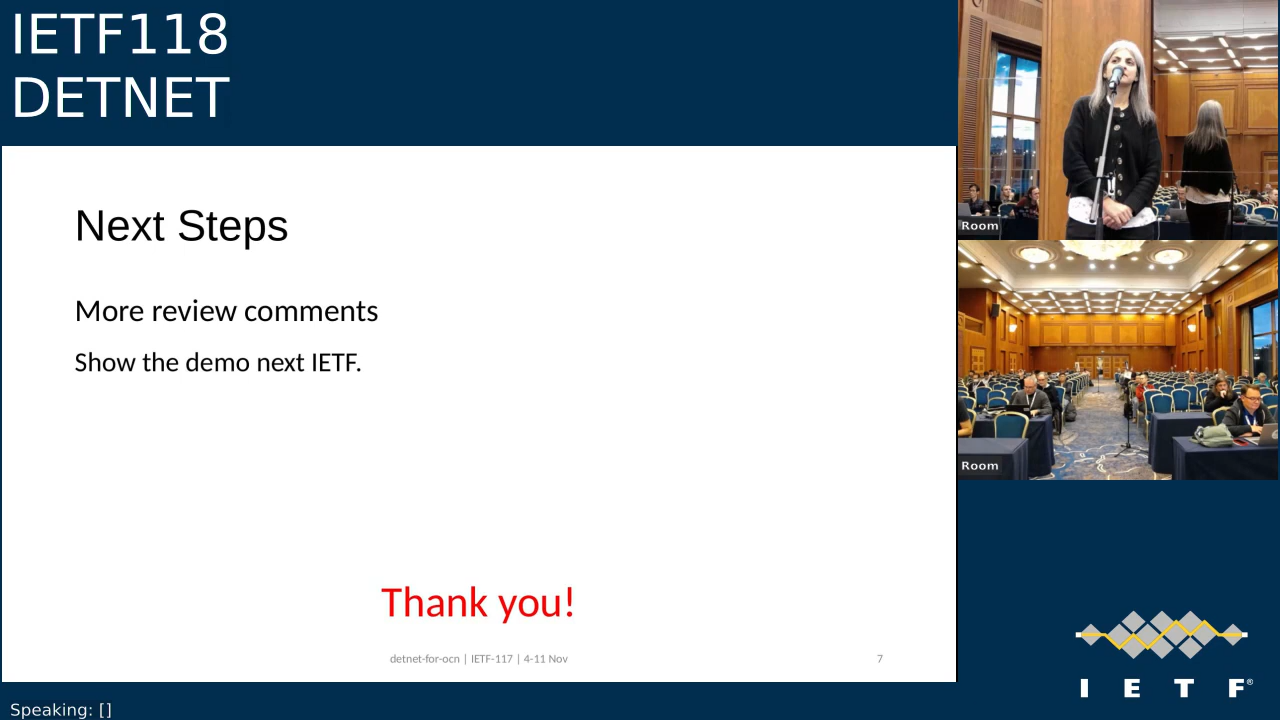 IETF118
DETNET
Next Steps
More review comments
Show the demo next IETF.
Thank you!
detnet-for-ocn | IETF-117 | 4-11 Nov
7
Room
Room
I E T F®
Speaking: []